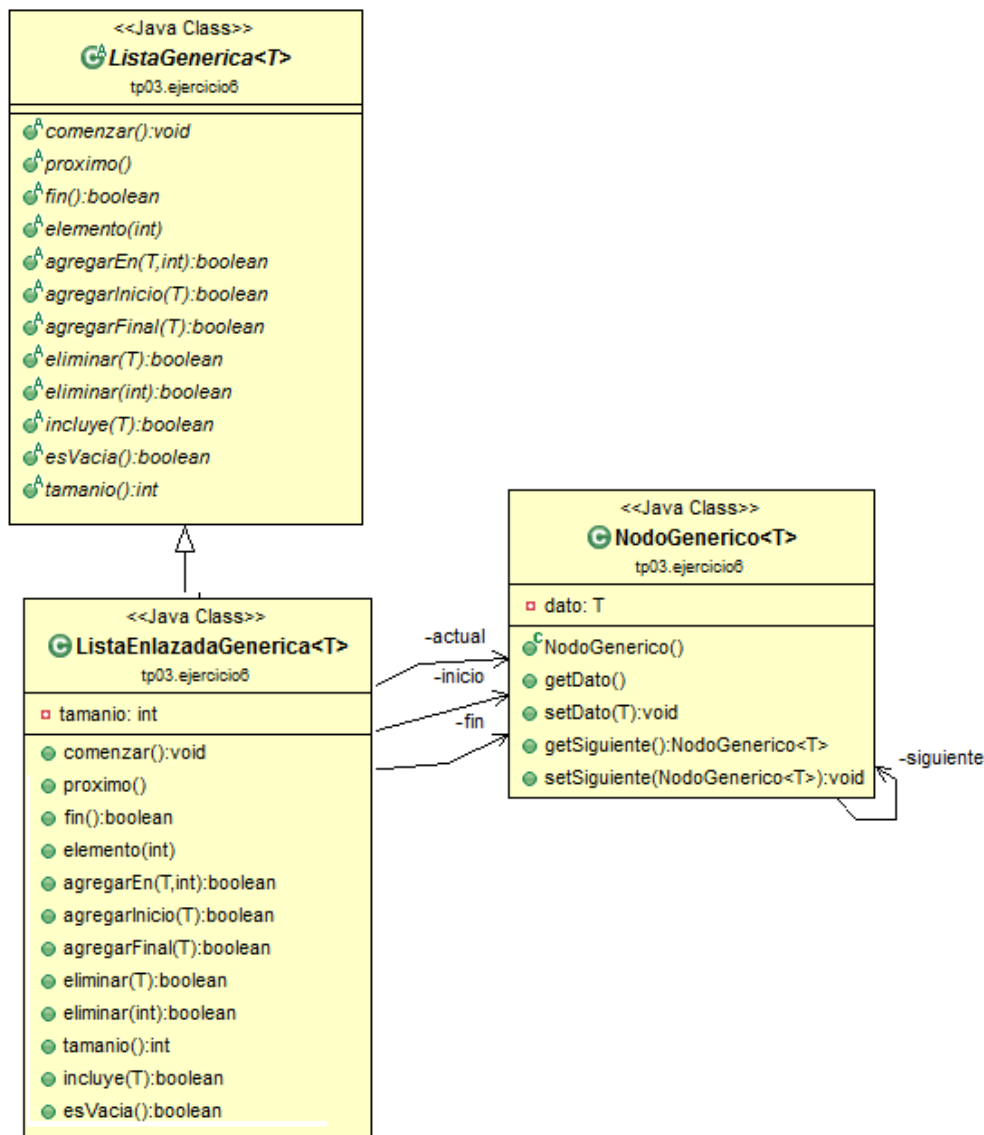 <<Java Class>>
ListaGenerica<T>
tp03.ejercicio6
comenzar():void
proximo()
fin():boolean
elemento(int)
agregarEn(T,int):boolean
agregarInicio(T):boolean
agregarFinal(T):boolean
eliminar(T):boolean
eliminar(int):boolean
incluye(T):boolean
esVacia():boolean
tamanio():int
<<Java Class>>
ListaEnlazadaGenerica<T>
tp03.ejercicio6
tamanio: int
comenzar():void
proximo()
fin():boolean
elemento(int)
agregarEn(T,int):boolean
agregarInicio(T):boolean
agregarFinal(T):boolean
eliminar(T):boolean
eliminar(int):boolean
tamanio():int
incluye(T):boolean
esVacia():boolean
-actual
-inicio
-fin
<<Java Class>>
NodoGenerico<T>
tp03.ejercicio6
dato: T
NodoGenerico()
getDato()
setDato(T):void
getSiguiente():NodoGenerico<T>
setSiguiente(NodoGenerico<T>):void
-siguiente